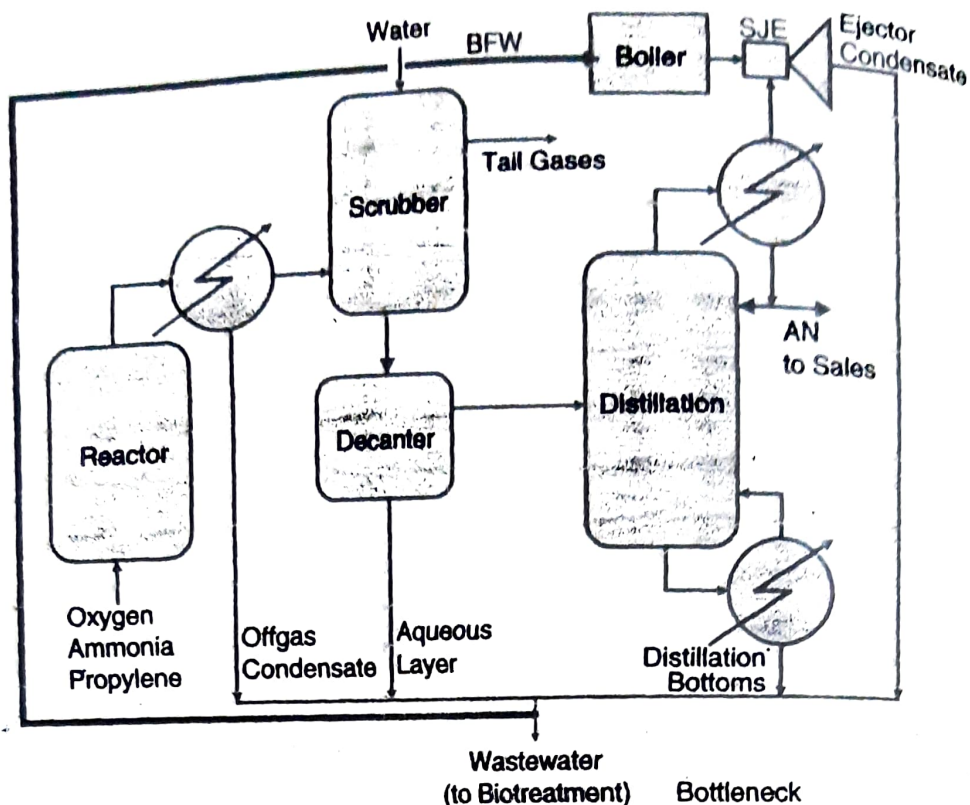 Water
BFW
Boiler
SJE
Ejector
Condensate
Tail Gases
Scrubber
AN
to Sales
Distillation
Decanter
Reactor
Oxygen
Ammonia
Propylene
Offgas
Condensate
Aqueous
Layer
Distillation
Bottoms
Wastewater
(to Biotreatment)
Bottleneck